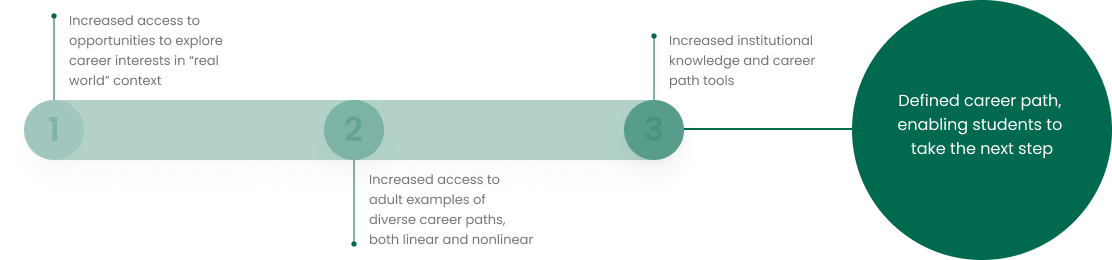 Increased access to
opportunities to explore
career interests in “real
world” context
1
2
Increased access to
adult examples of
diverse career paths,
both linear and nonlinear
3
Increased institutional
knowledge and career
path tools
Defined career path,
enabling students to
take the next step